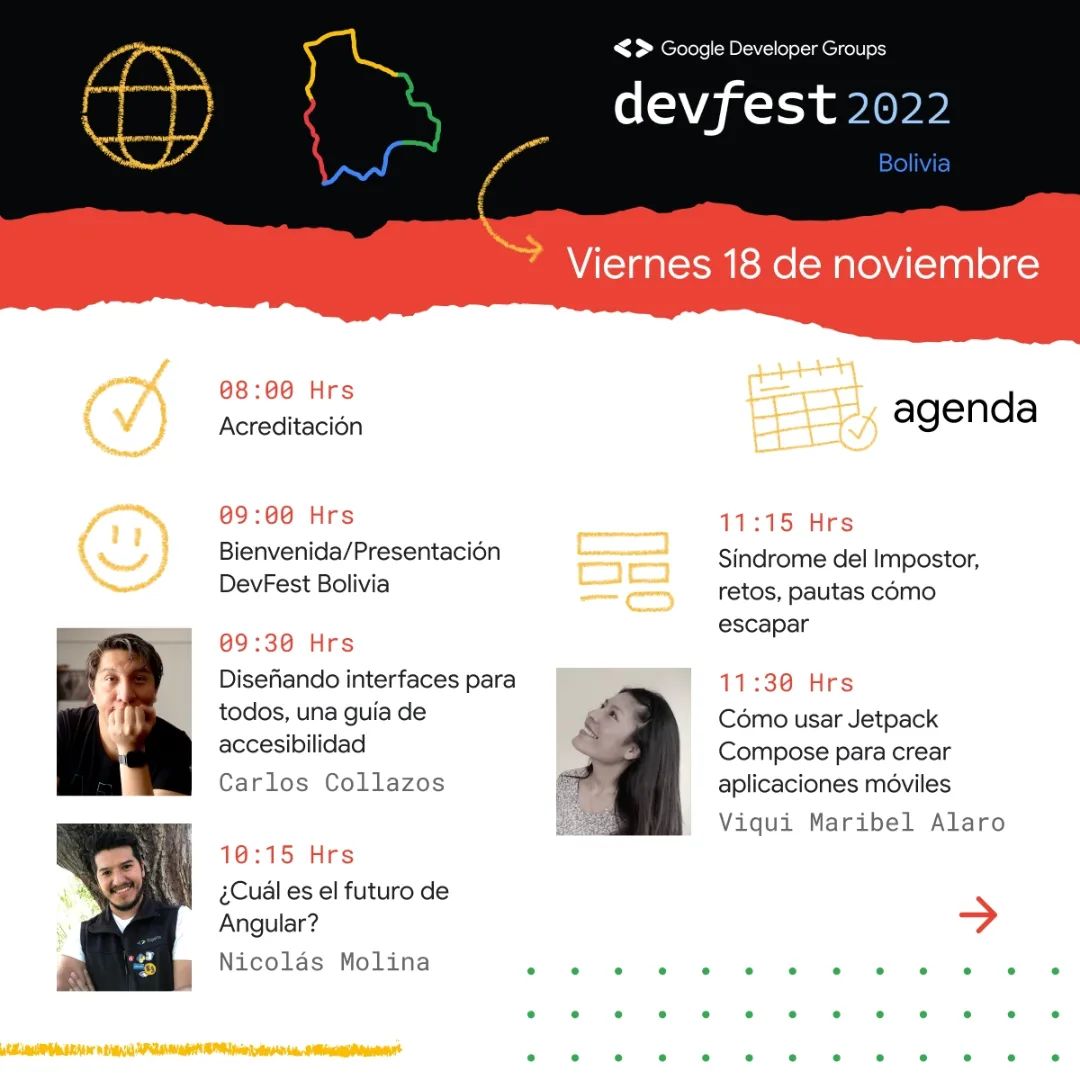 Google Developer Groups
devfest 2022
Bolivia
Viernes 18 de noviembre
agenda
08:00 Hrs
Acreditación
09:00 Hrs
Bienvenida/Presentación
DevFest Bolivia
09:30 Hrs
Diseñando interfaces para
todos, una guía de
accesibilidad
Carlos Collazos
10:15 Hrs
¿Cuál es el futuro de
Angular?
Nicolás Molina
11:15 Hrs
Síndrome del Impostor,
retos, pautas cómo
escapar
11:30 Hrs
Cómo usar Jetpack
Compose para crear
aplicaciones móviles
Viqui Maribel Alaro